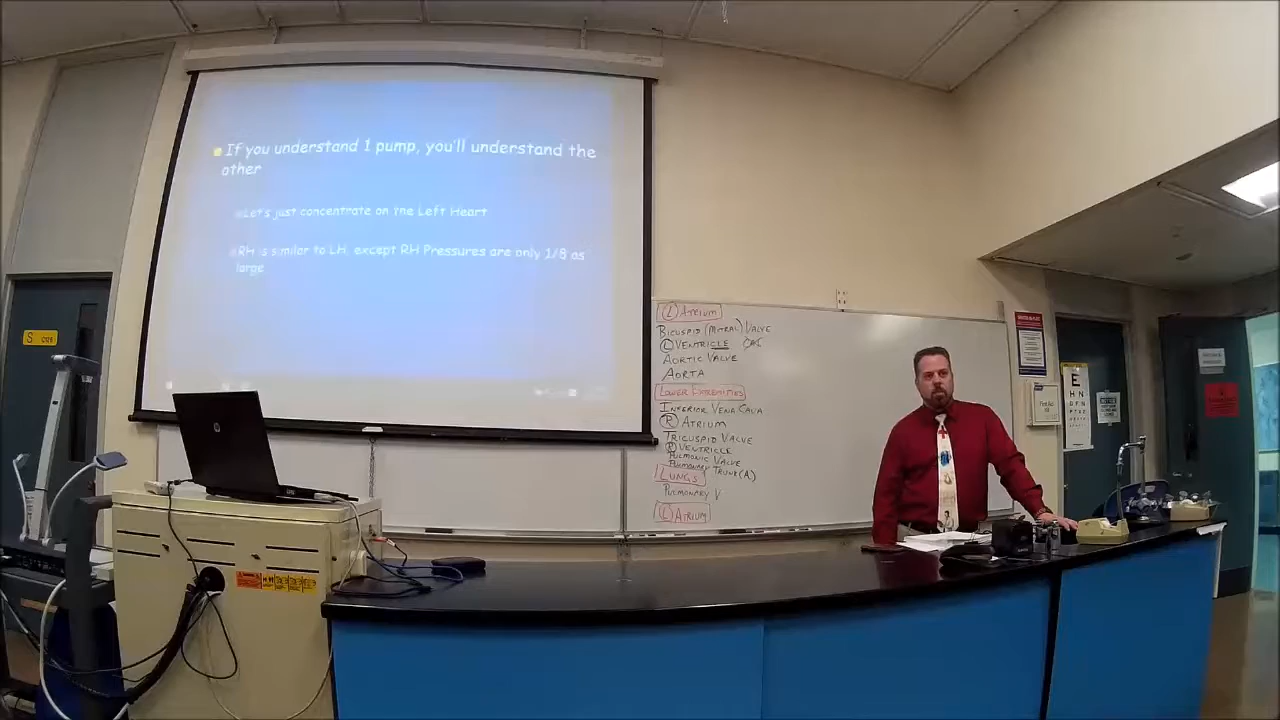 If you understand 1 pump, you'll understand the
other
Let's just concentrate on the Left Heart
RH is similar to LH, except RH Pressures are only 1/8 as
large
(L) ATRIUM
BICUSPID (MITRAL) VALVE
(L) VENTRICLE
AORTIC VALVE
AORTA
LOWER EXTREMITIES
INFERIOR VENA CAVA
(R) ATRIUM
TRICUSPID VALVE
(R) VENTRICLE
PULMONIC VALVE
PULMONARY TRUNK (A)
LUNGS
PULMONARY V
(L) ATRIUM
S
hp
E
H N